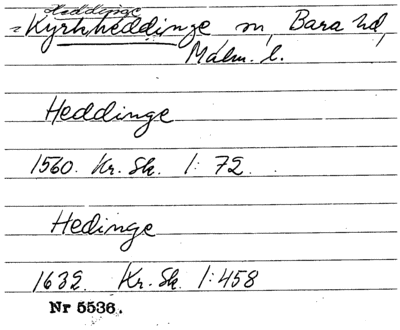 Heddinge
= Kyrkheddinge sn, Bara hd,
Malm. l.
Heddinge
1560. Kr. Sk. 1: 72.
Hedinge
1632. Kr. Sk. 1:458
Nr 5536.